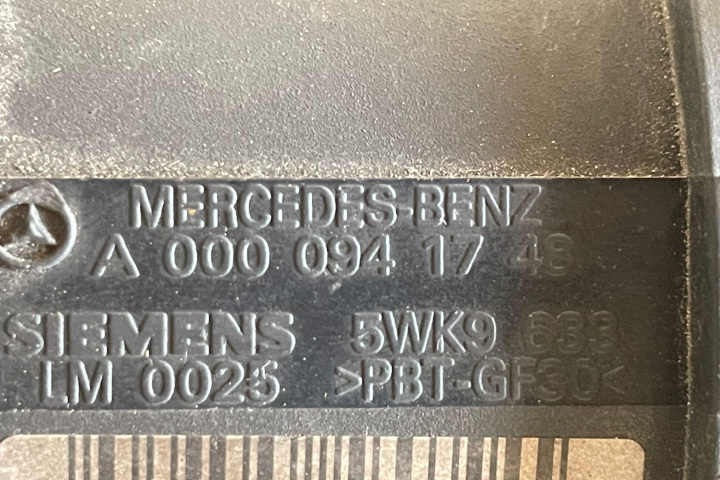 MERCEDES-BENZ
A 000 094 17 48
SIEMENS 5WK9 633
LM 0025 >PBT-GF30<